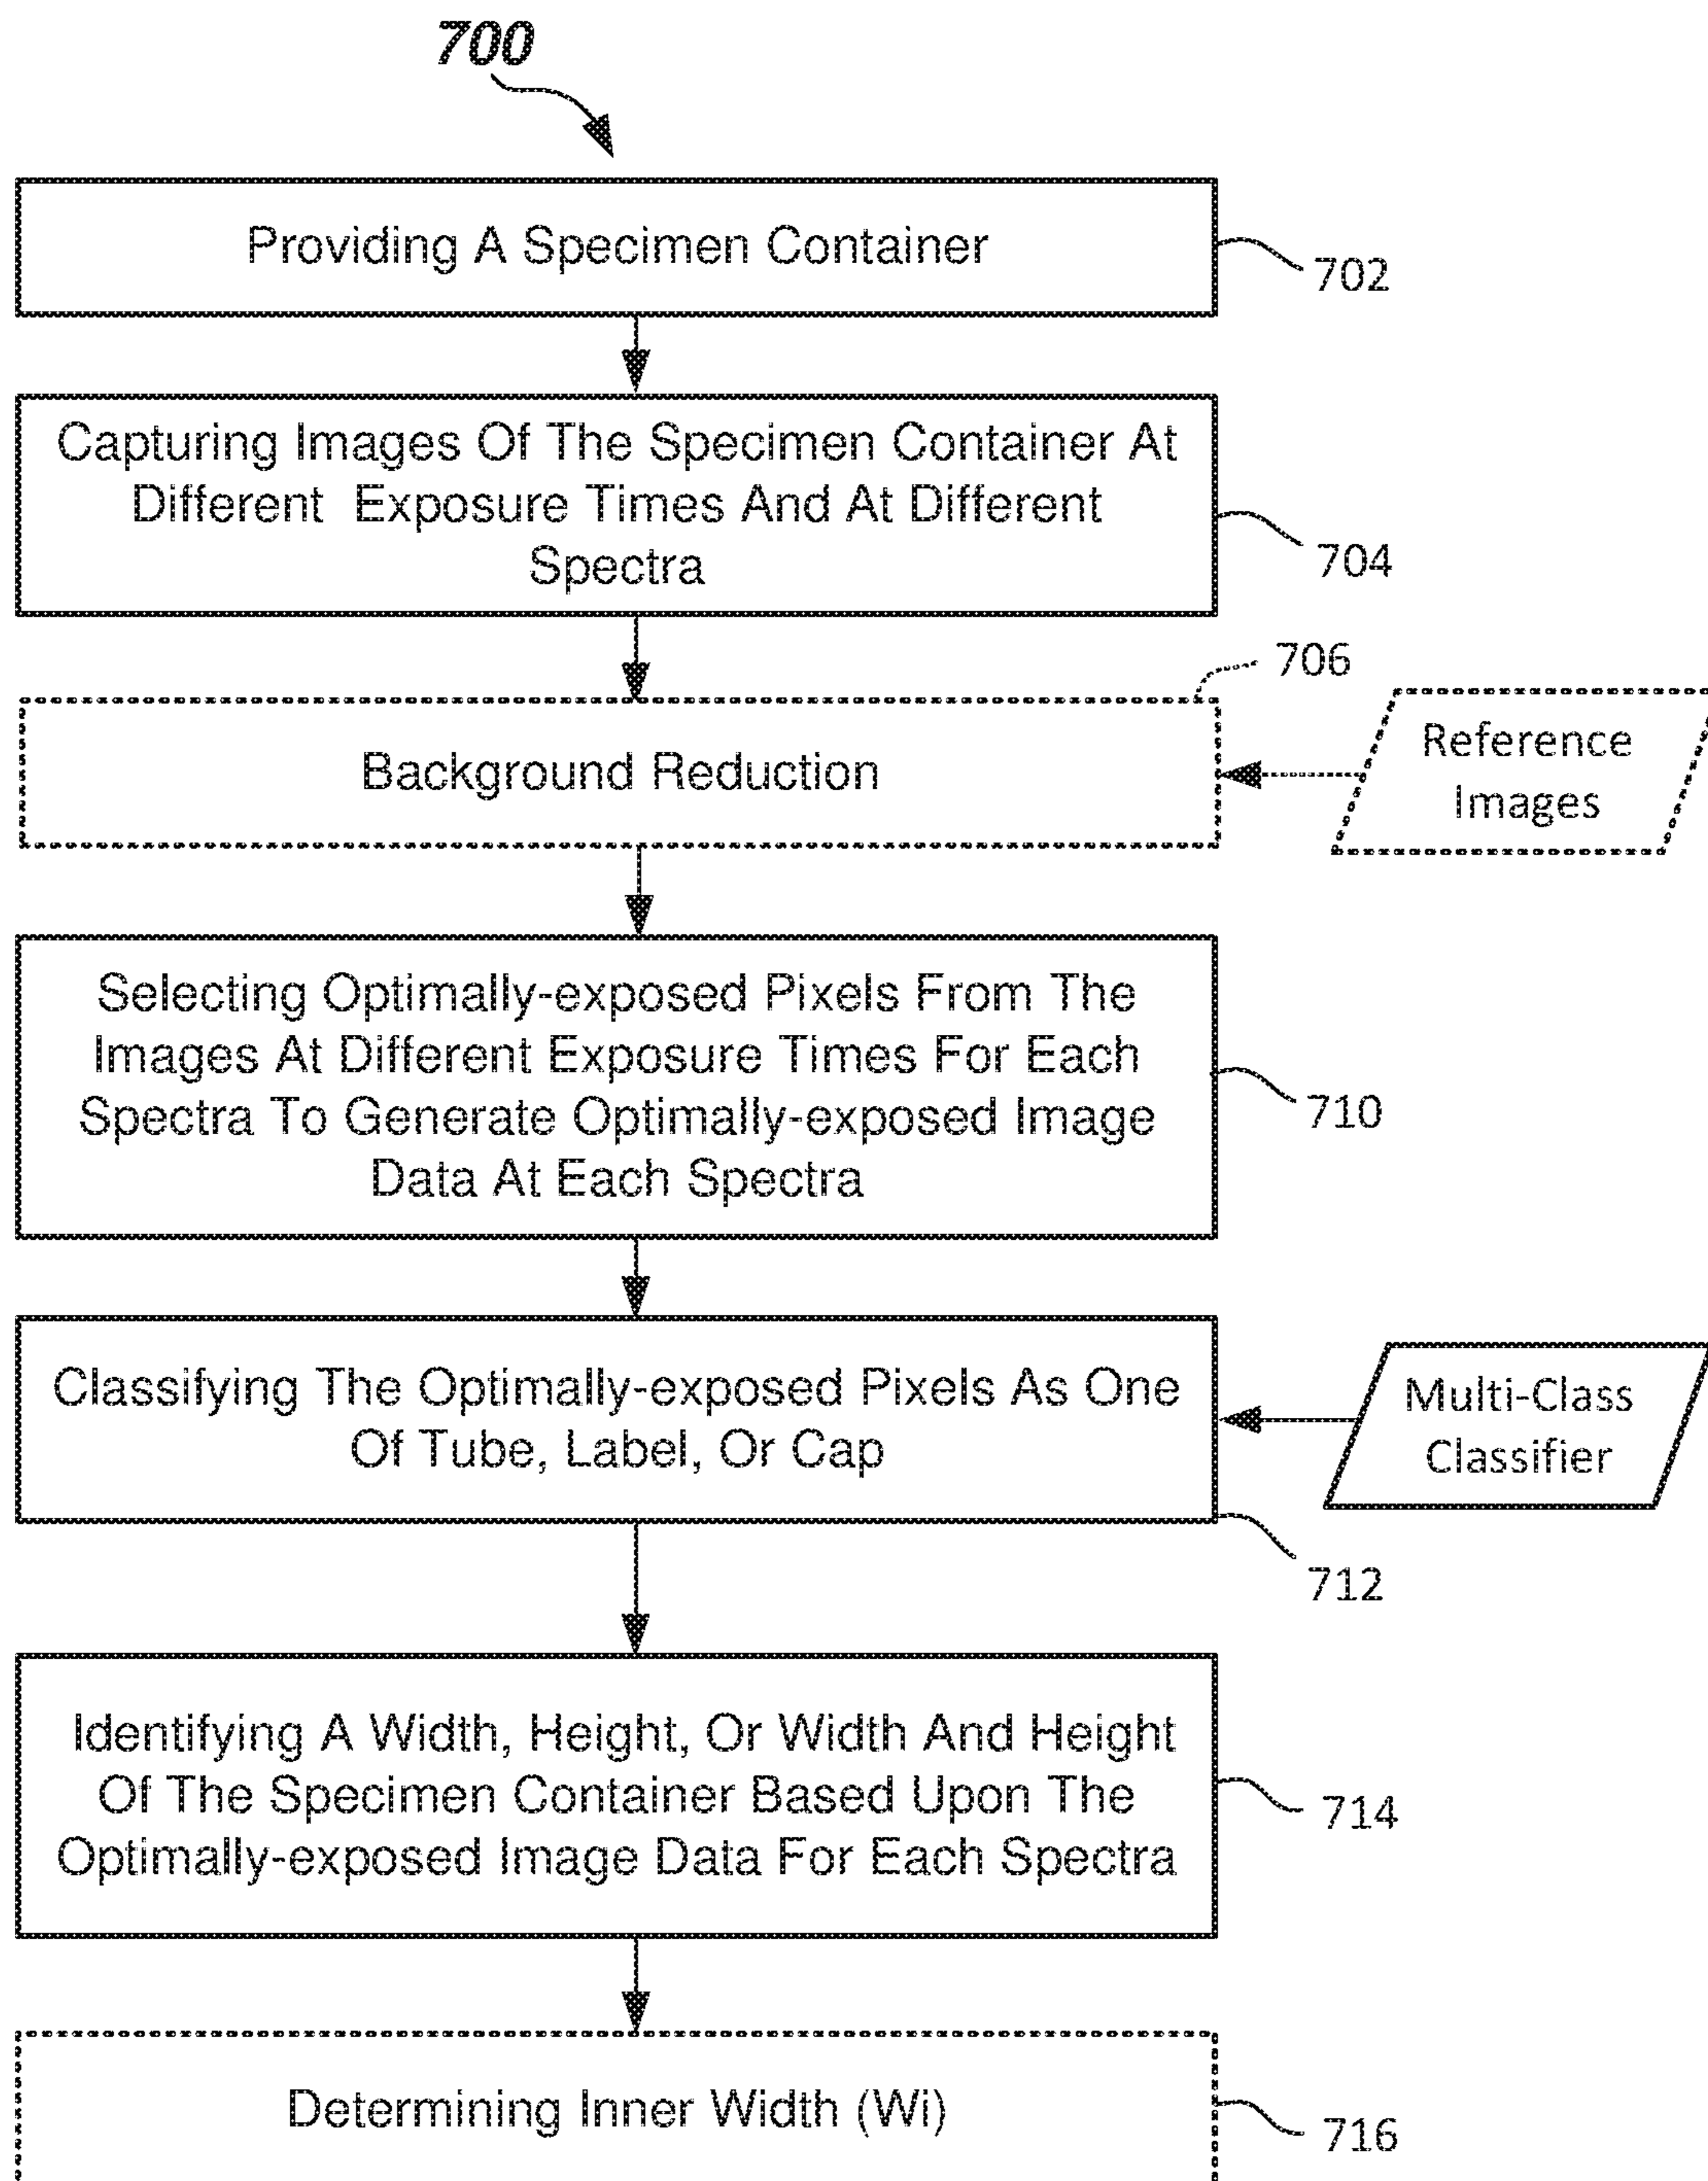 700
Providing A Specimen Container
702
Capturing Images Of The Specimen Container At
Different Exposure Times And At Different
Spectra
704
706
Background Reduction
Reference
Images
Selecting Optimally-exposed Pixels From The
Images At Different Exposure Times For Each
Spectra To Generate Optimally-exposed Image
Data At Each Spectra
710
Classifying The Optimally-exposed Pixels As One
Of Tube, Label, Or Cap
Multi-Class
Classifier
712
Identifying A Width, Height, Or Width And Height
Of The Specimen Container Based Upon The
Optimally-exposed Image Data For Each Spectra
714
Determining Inner Width (Wi)
716